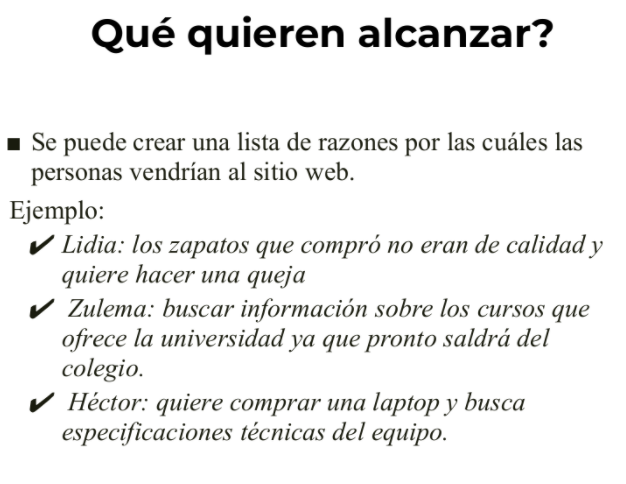 Qué quieren alcanzar?
■ Se puede crear una lista de razones por las cuáles las
personas vendrían al sitio web.
Ejemplo:
✔ Lidia: los zapatos que compró no eran de calidad y
quiere hacer una queja
✔ Zulema: buscar información sobre los cursos que
ofrece la universidad ya que pronto saldrá del
colegio.
✔ Héctor: quiere comprar una laptop y busca
especificaciones técnicas del equipo.